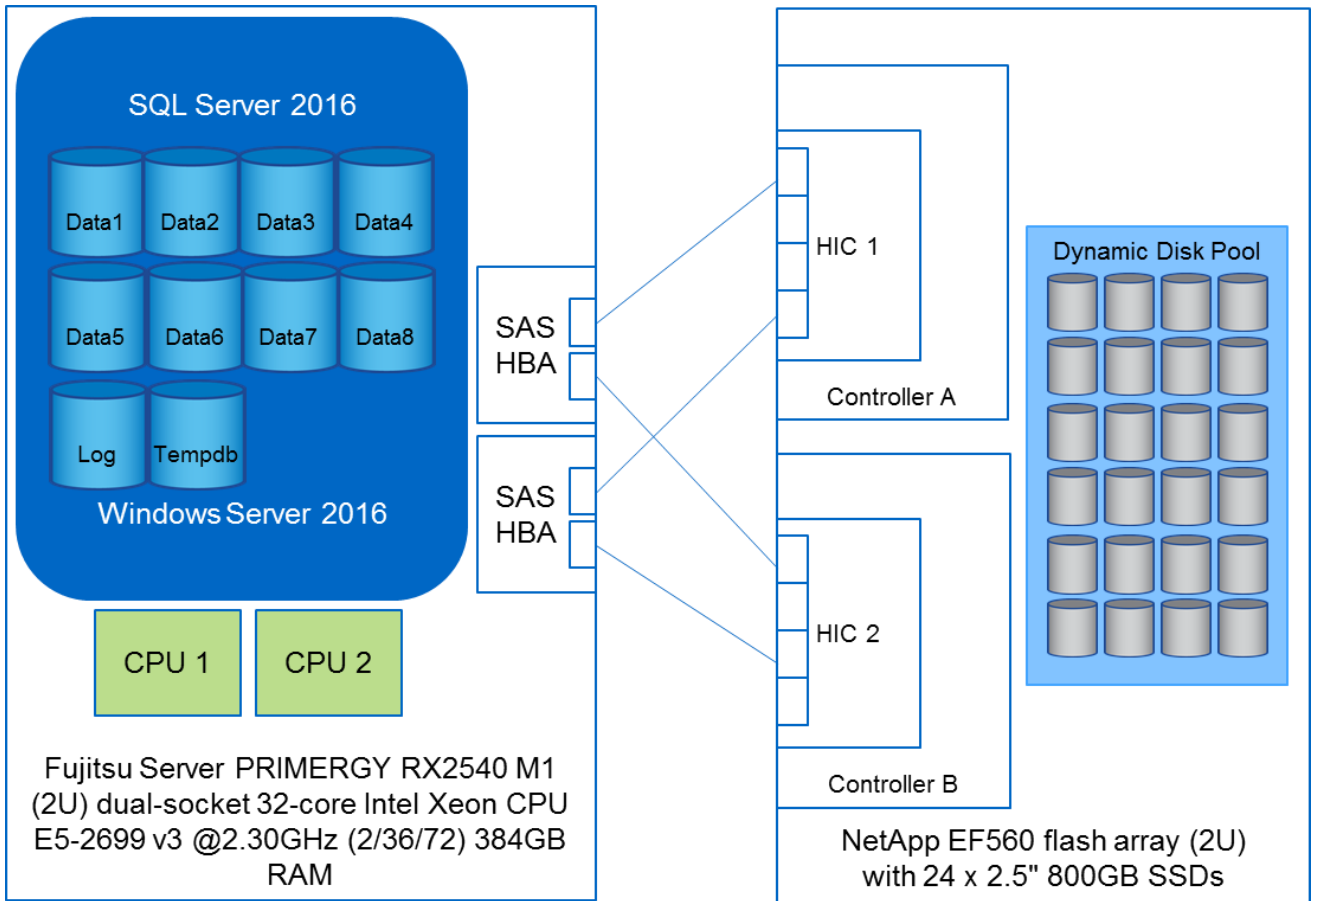 SQL Server 2016
Data1 Data2 Data3 Data4
Data5 Data6 Data7 Data8
Log Tempdb
Windows Server 2016
SAS
HBA
SAS
HBA
CPU 1 CPU 2
Fujitsu Server PRIMERGY RX2540 M1
(2U) dual-socket 32-core Intel Xeon CPU
E5-2699 v3 @2.30GHz (2/36/72) 384GB
RAM
HIC 1
Controller A
HIC 2
Controller B
Dynamic Disk Pool
NetApp EF560 flash array (2U)
with 24 x 2.5" 800GB SSDs